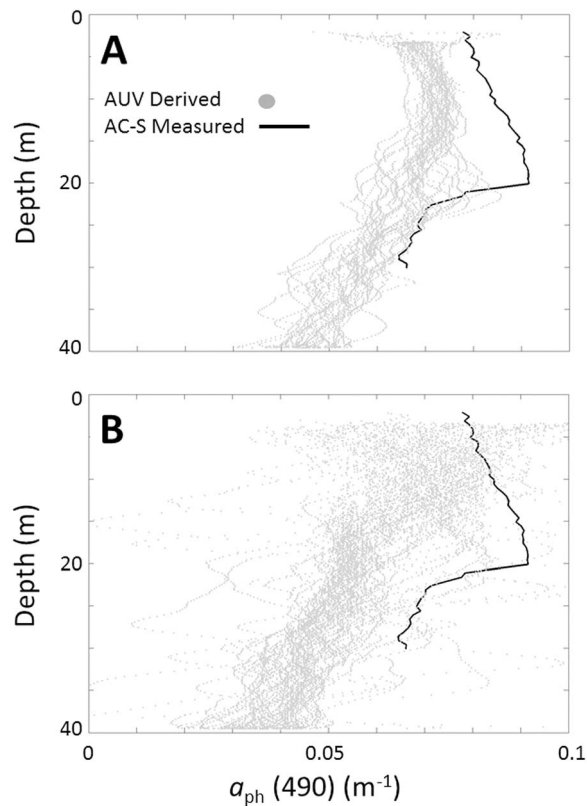 0
A
AUV Derived
AC-S Measured
Depth (m)
20
40
0
B
Depth (m)
20
40
0
0.05
0.1
aph (490) (m-1)